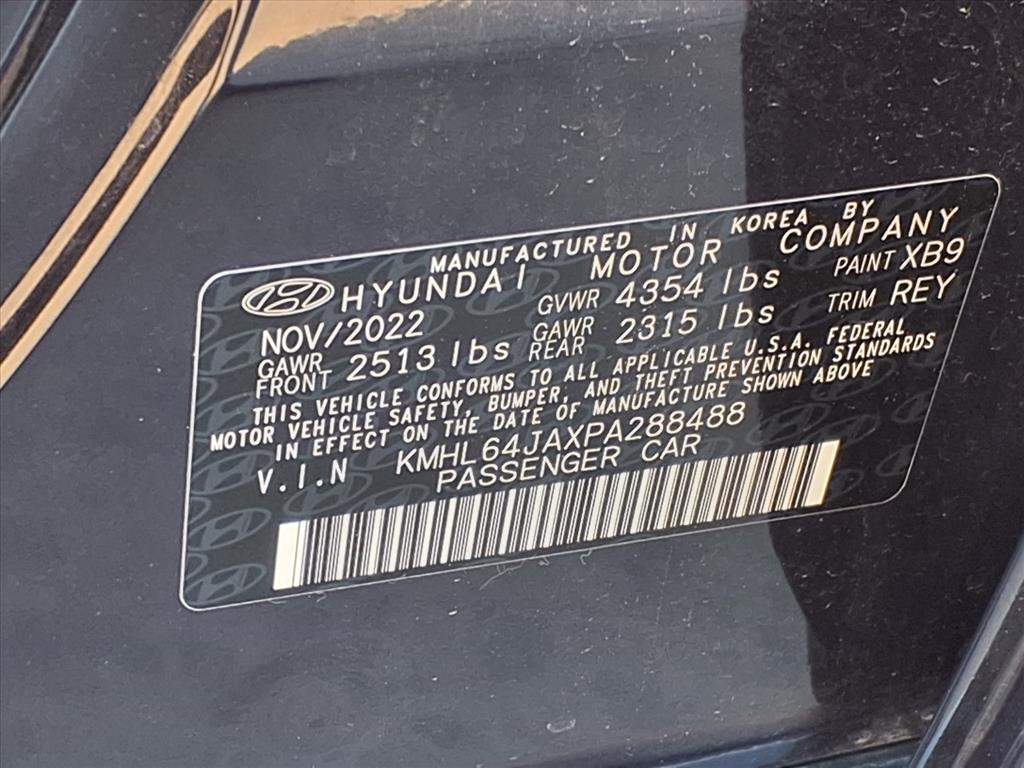 MANUFACTURED IN KOREA BY
HYUNDAI MOTOR COMPANY
NOV/2022 GVWR 4354 lbs PAINT XB9
GAWR FRONT 2513 lbs GAWR REAR 2315 lbs TRIM REY
THIS VEHICLE CONFORMS TO ALL APPLICABLE U.S.A. FEDERAL
MOTOR VEHICLE SAFETY, BUMPER, AND THEFT PREVENTION STANDARDS
IN EFFECT ON THE DATE OF MANUFACTURE SHOWN ABOVE
V.I.N KMHL64JAXPA288488
PASSENGER CAR